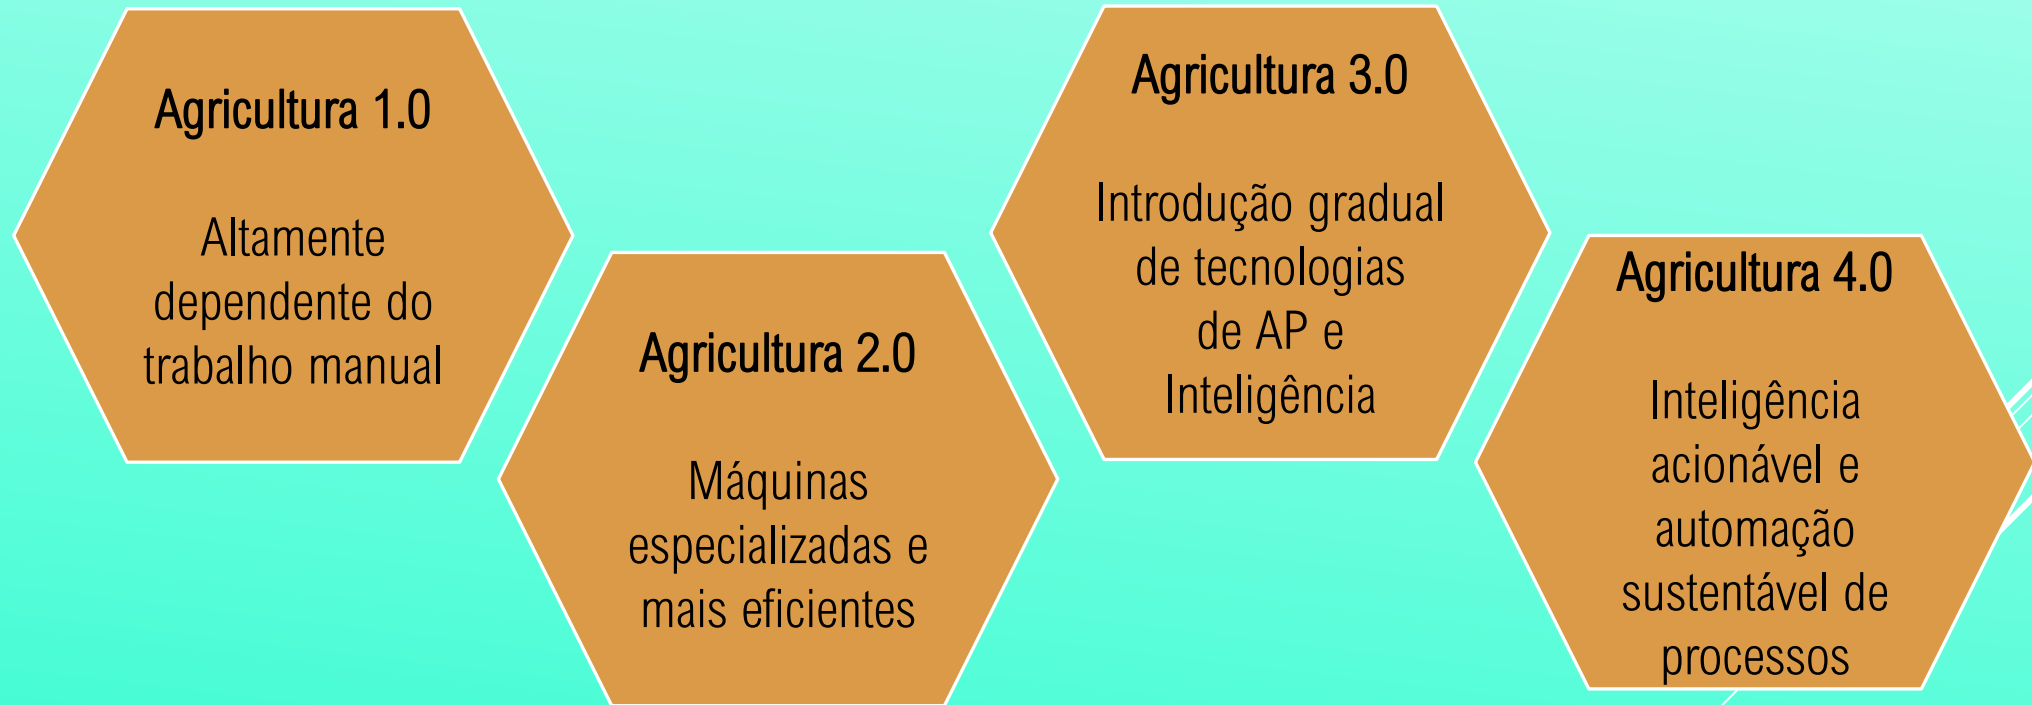 Agricultura 1.0
Altamente
dependente do
trabalho manual
Agricultura 2.0
Máquinas
especializadas e
mais eficientes
Agricultura 3.0
Introdução gradual
de tecnologias
de AP e
Inteligência
Agricultura 4.0
Inteligência
acionável e
automação
sustentável de
processos